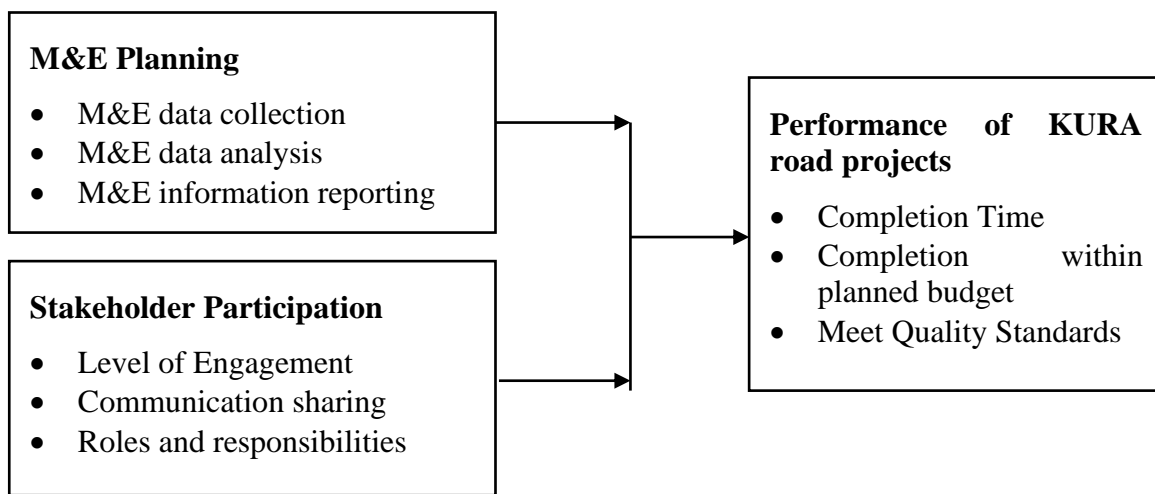 M&E Planning
• M&E data collection
• M&E data analysis
• M&E information reporting
Stakeholder Participation
• Level of Engagement
• Communication sharing
• Roles and responsibilities
Performance of KURA
road projects
• Completion Time
• Completion within
planned budget
• Meet Quality Standards